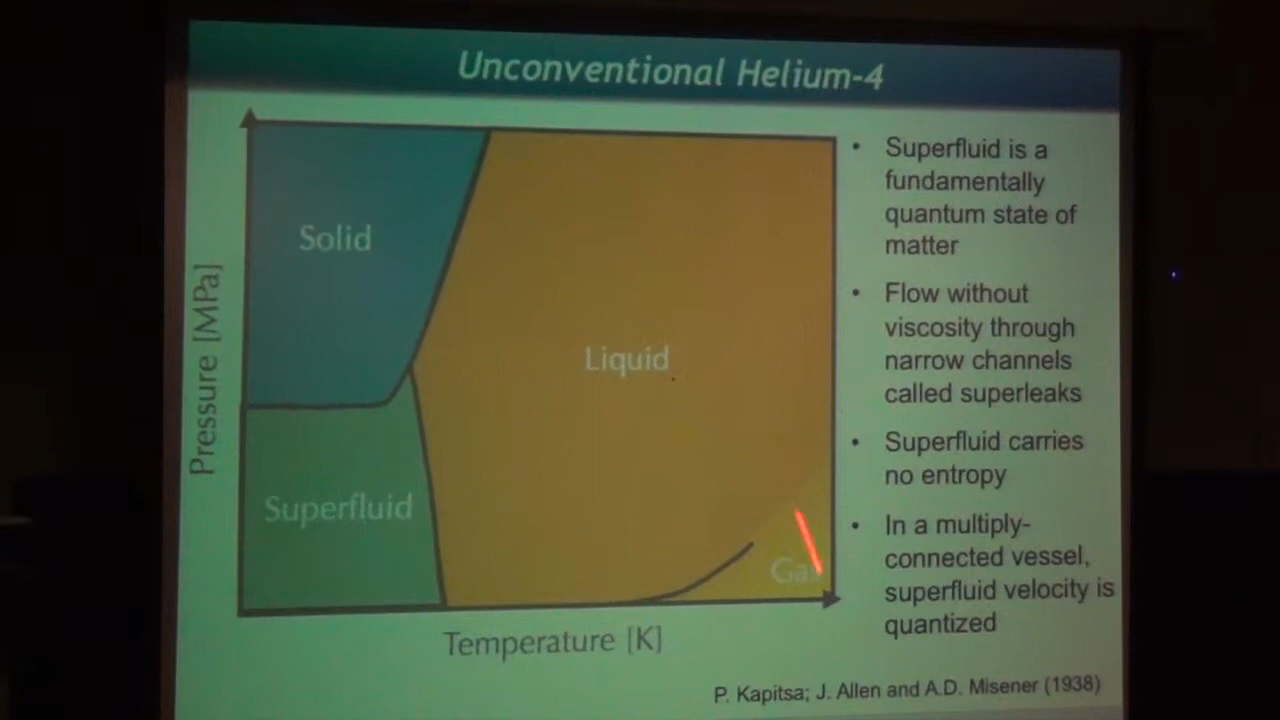 Unconventional Helium-4
Solid
Liquid
Superfluid
Pressure [MPa]
Temperature [K]
• Superfluid is a
fundamentally
quantum state of
matter
• Flow without
viscosity through
narrow channels
called superleaks
• Superfluid carries
no entropy
• In a multiply-
connected vessel,
superfluid velocity is
quantized
P. Kapitsa; J. Allen and A.D. Misener (1938)